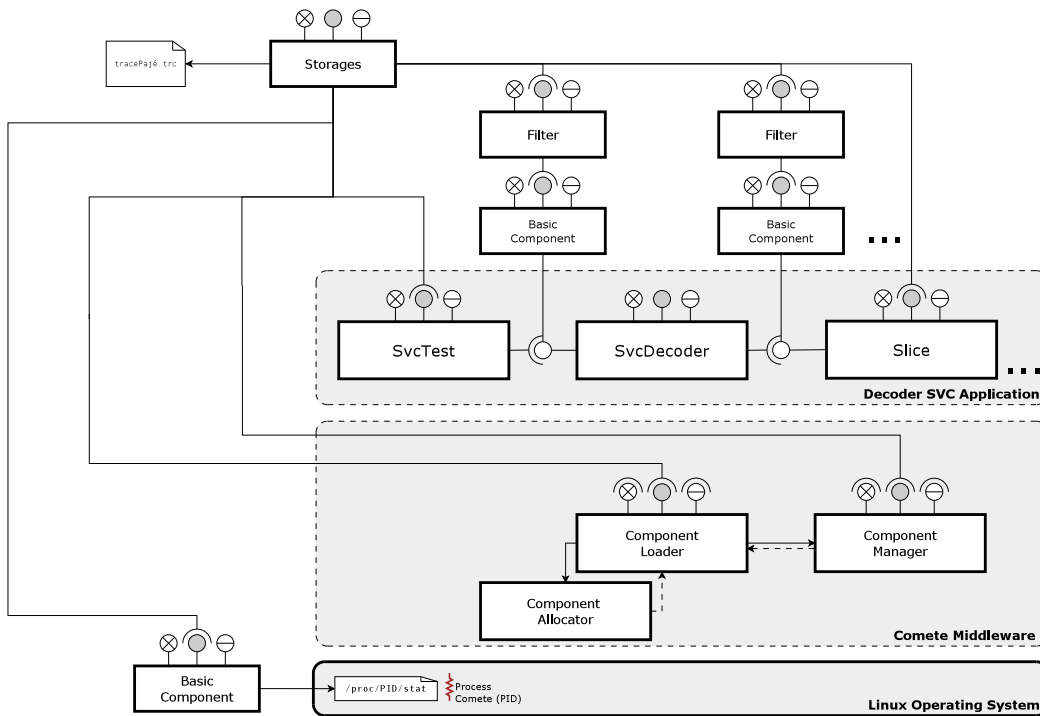 Storages
tracePajé.trc
Filter
Filter
Basic
Component
Basic
Component
...
SvcTest
SvcDecoder
Slice
...
Decoder SVC Application
Component
Loader
Component
Manager
Component
Allocator
Comete Middleware
Basic
Component
/proc/PID/stat
Process
Comete (PID)
Linux Operating System